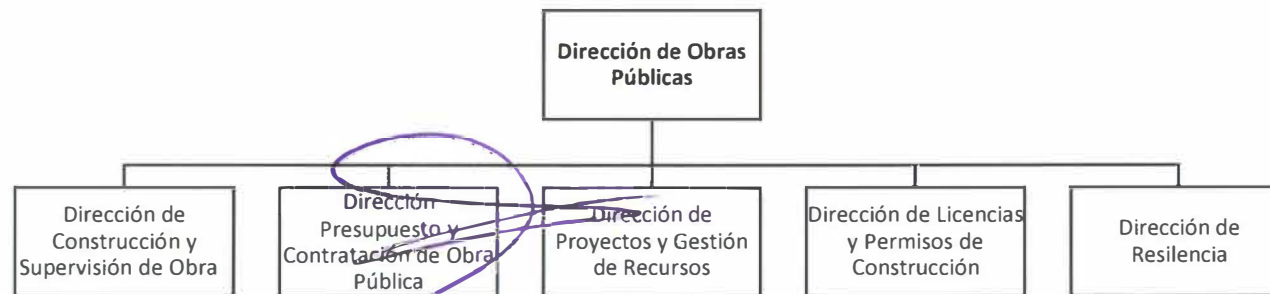 Dirección de Obras
Públicas
Dirección de
Construcción y
Supervisión de Obra
Dirección
Presupuesto y
Contratación de Obra
Pública
Dirección de
Proyectos y Gestión
de Recursos
Dirección de Licencias
y Permisos de
Construcción
Dirección de
Resilencia